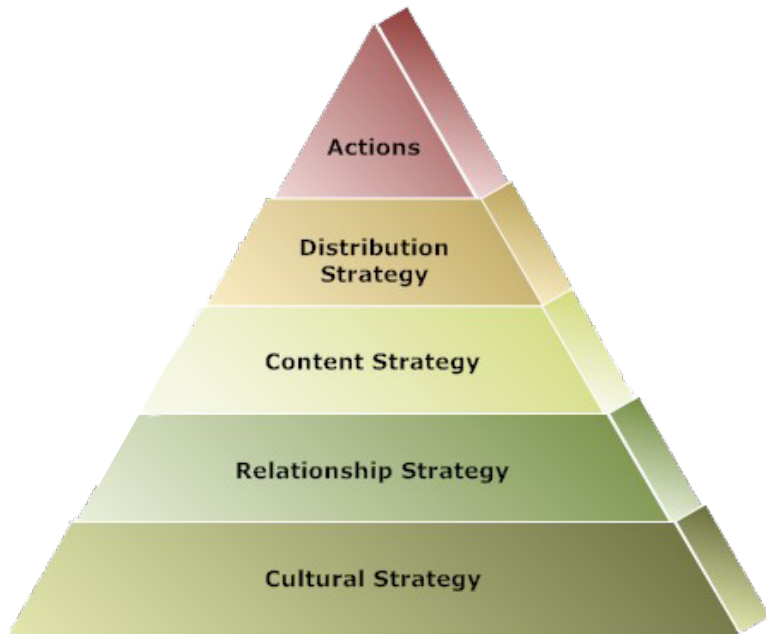 Actions
Distribution
Strategy
Content Strategy
Relationship Strategy
Cultural Strategy